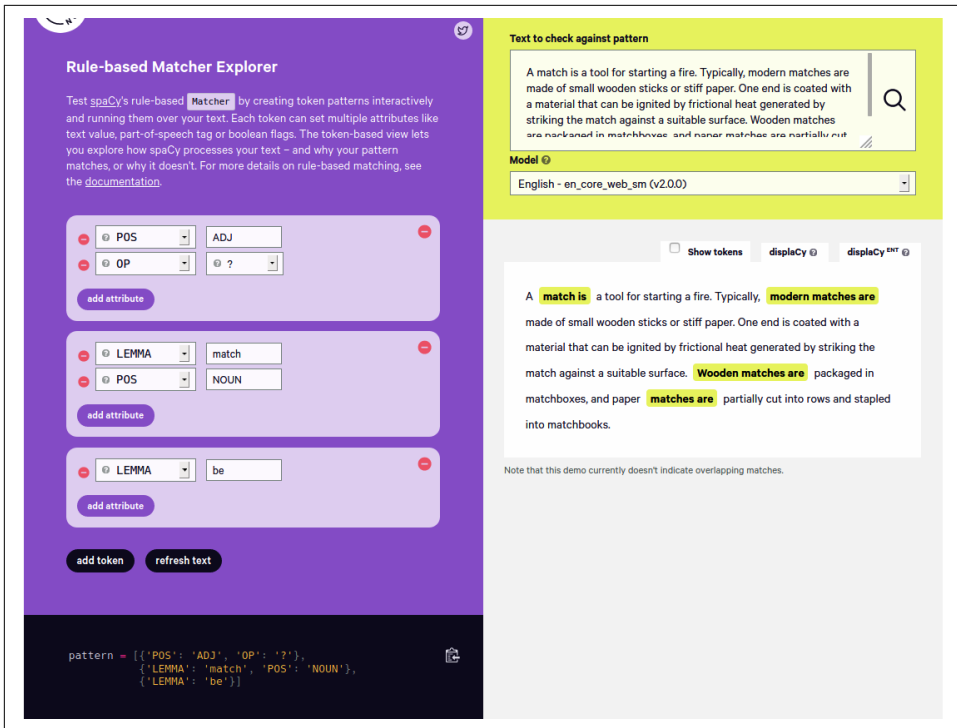 Rule-based Matcher Explorer
Test spaCy's rule-based Matcher by creating token patterns interactively
and running them over your text. Each token can set multiple attributes like
text value, part-of-speech tag or boolean flags. The token-based view lets
you explore how spaCy processes your text – and why your pattern
matches, or why it doesn't. For more details on rule-based matching, see
the documentation.
POS ADJ
OP ?
add attribute
LEMMA match
POS NOUN
add attribute
LEMMA be
add attribute
add token refresh text
pattern = [{'POS': 'ADJ', 'OP': '?'},
{'LEMMA': 'match', 'POS': 'NOUN'},
{'LEMMA': 'be'}]
Text to check against pattern
A match is a tool for starting a fire. Typically, modern matches are
made of small wooden sticks or stiff paper. One end is coated with
a material that can be ignited by frictional heat generated by
striking the match against a suitable surface. Wooden matches
are packaged in matchboxes, and paper matches are partially cut
Model ?
English - en_core_web_sm (v2.0.0)
Show tokens displaCy ? displaCy ENT ?
A match is a tool for starting a fire. Typically, modern matches are
made of small wooden sticks or stiff paper. One end is coated with a
material that can be ignited by frictional heat generated by striking the
match against a suitable surface. Wooden matches are packaged in
matchboxes, and paper matches are partially cut into rows and stapled
into matchbooks.
Note that this demo currently doesn't indicate overlapping matches.